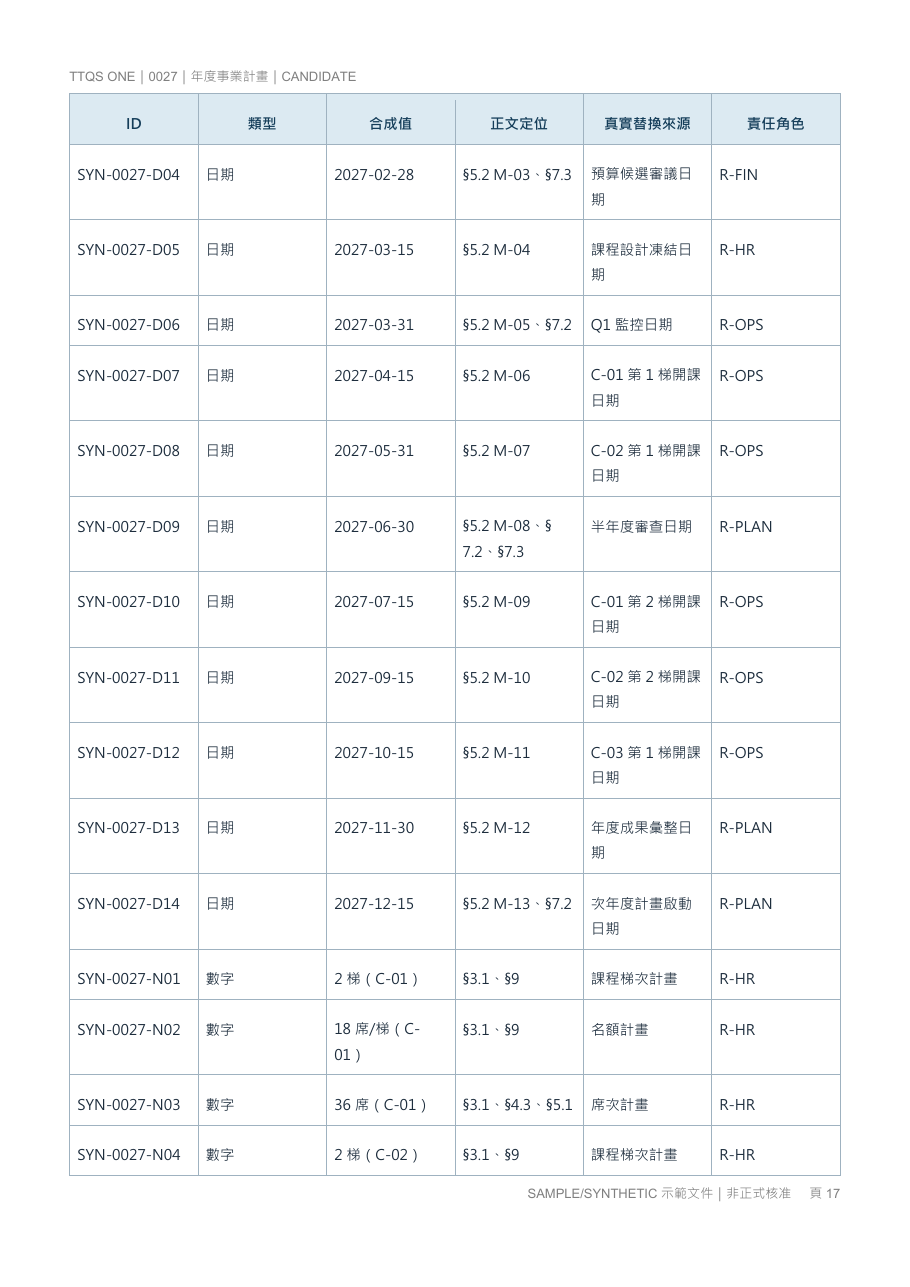 TTQS ONE｜0027｜年度事業計畫｜CANDIDATE
ID 類型 合成值 正文定位 真實替換來源 責任角色
SYN-0027-D04 日期 2027-02-28 §5.2 M-03、§7.3 預算候選審議日
期
R-FIN
SYN-0027-D05 日期 2027-03-15 §5.2 M-04 課程設計凍結日
期
R-HR
SYN-0027-D06 日期 2027-03-31 §5.2 M-05、§7.2 Q1 監控日期 R-OPS
SYN-0027-D07 日期 2027-04-15 §5.2 M-06 C-01 第 1 梯開課
日期
R-OPS
SYN-0027-D08 日期 2027-05-31 §5.2 M-07 C-02 第 1 梯開課
日期
R-OPS
SYN-0027-D09 日期 2027-06-30 §5.2 M-08、§
7.2、§7.3
半年度審查日期 R-PLAN
SYN-0027-D10 日期 2027-07-15 §5.2 M-09 C-01 第 2 梯開課
日期
R-OPS
SYN-0027-D11 日期 2027-09-15 §5.2 M-10 C-02 第 2 梯開課
日期
R-OPS
SYN-0027-D12 日期 2027-10-15 §5.2 M-11 C-03 第 1 梯開課
日期
R-OPS
SYN-0027-D13 日期 2027-11-30 §5.2 M-12 年度成果彙整日
期
R-PLAN
SYN-0027-D14 日期 2027-12-15 §5.2 M-13、§7.2 次年度計畫啟動
日期
R-PLAN
SYN-0027-N01 數字 2 梯（C-01） §3.1、§9 課程梯次計畫 R-HR
SYN-0027-N02 數字 18 席/梯（C-
01）
§3.1、§9 名額計畫 R-HR
SYN-0027-N03 數字 36 席（C-01） §3.1、§4.3、§5.1 席次計畫 R-HR
SYN-0027-N04 數字 2 梯（C-02） §3.1、§9 課程梯次計畫 R-HR
SAMPLE/SYNTHETIC 示範文件｜非正式核准 頁 17